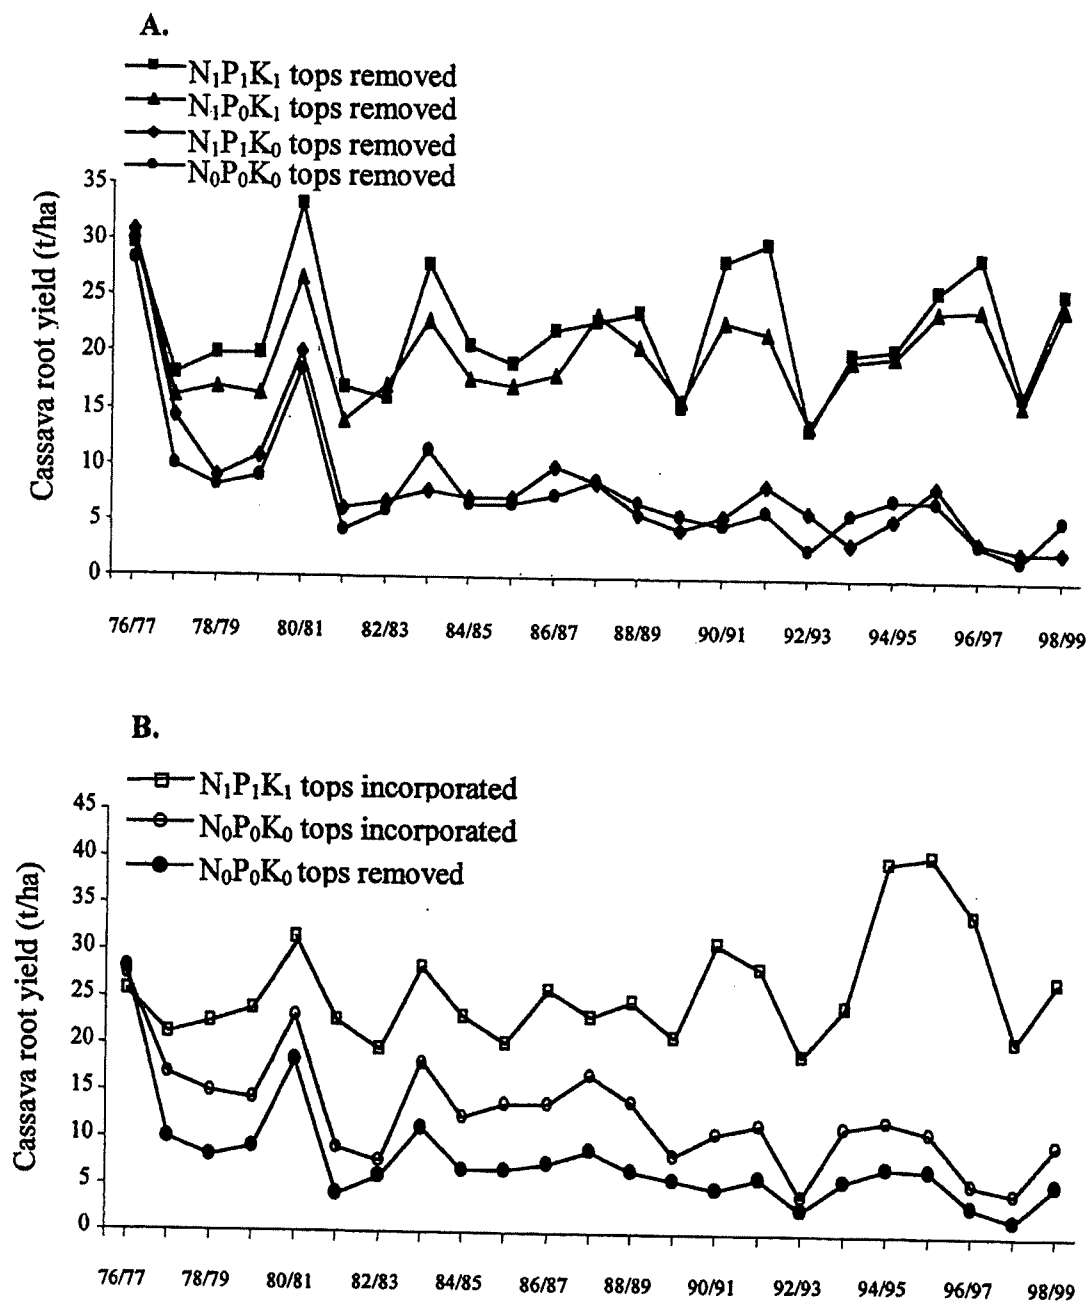 A.
N₁P₁K₁ tops removed
N₁P₀K₁ tops removed
N₁P₁K₀ tops removed
N₀P₀K₀ tops removed
Cassava root yield (t/ha)
35
30
25
20
15
10
5
0
76/77 78/79 80/81 82/83 84/85 86/87 88/89 90/91 92/93 94/95 96/97 98/99
B.
N₁P₁K₁ tops incorporated
N₀P₀K₀ tops incorporated
N₀P₀K₀ tops removed
Cassava root yield (t/ha)
45
40
35
30
25
20
15
10
5
0
76/77 78/79 80/81 82/83 84/85 86/87 88/89 90/91 92/93 94/95 96/97 98/99